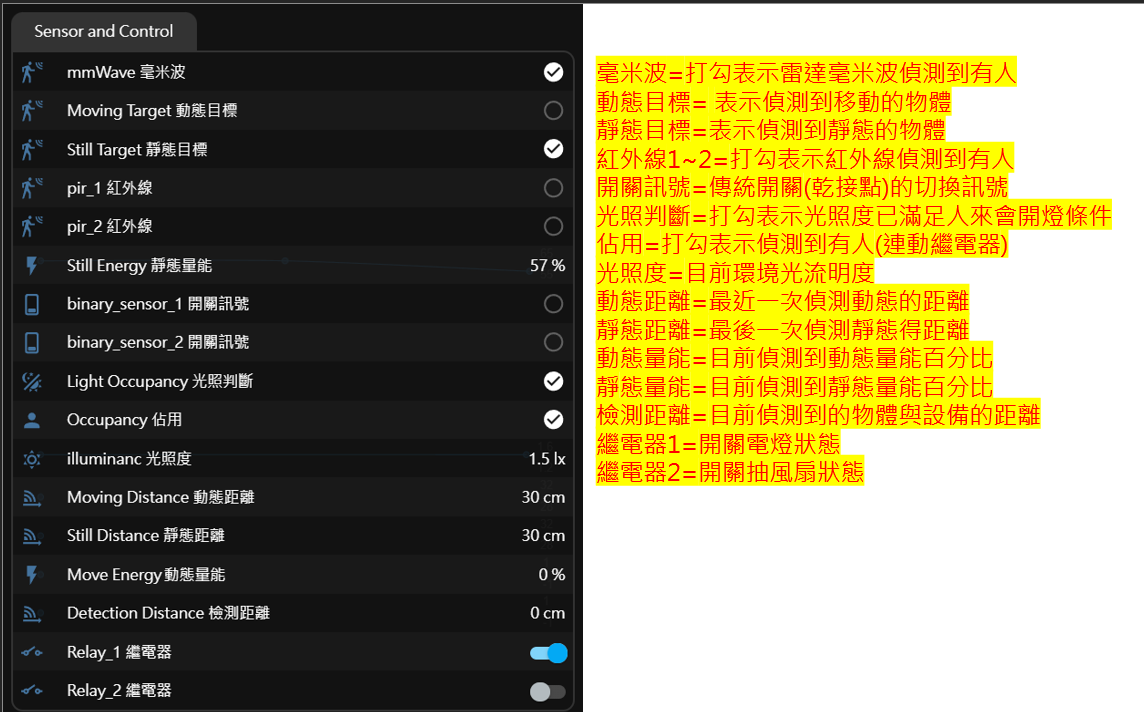 Sensor and Control
mmWave 毫米波
Moving Target 動態目標
Still Target 靜態目標
pir_1 紅外線
pir_2 紅外線
Still Energy 靜態量能 57 %
binary_sensor_1 開關訊號
binary_sensor_2 開關訊號
Light Occupancy 光照判斷
Occupancy 佔用
illuminanc 光照度 1.5 lx
Moving Distance 動態距離 30 cm
Still Distance 靜態距離 30 cm
Move Energy動態量能 0 %
Detection Distance 檢測距離 0 cm
Relay_1 繼電器
Relay_2 繼電器
毫米波=打勾表示雷達毫米波偵測到有人
動態目標= 表示偵測到移動的物體
靜態目標=表示偵測到靜態的物體
紅外線1~2=打勾表示紅外線偵測到有人
開關訊號=傳統開關(乾接點)的切換訊號
光照判斷=打勾表示光照度已滿足人來會開燈條件
佔用=打勾表示偵測到有人(連動繼電器)
光照度=目前環境光流明度
動態距離=最近一次偵測動態的距離
靜態距離=最後一次偵測靜態得距離
動態量能=目前偵測到動態量能百分比
靜態量能=目前偵測到靜態量能百分比
檢測距離=目前偵測到的物體與設備的距離
繼電器1=開關電燈狀態
繼電器2=開關抽風扇狀態